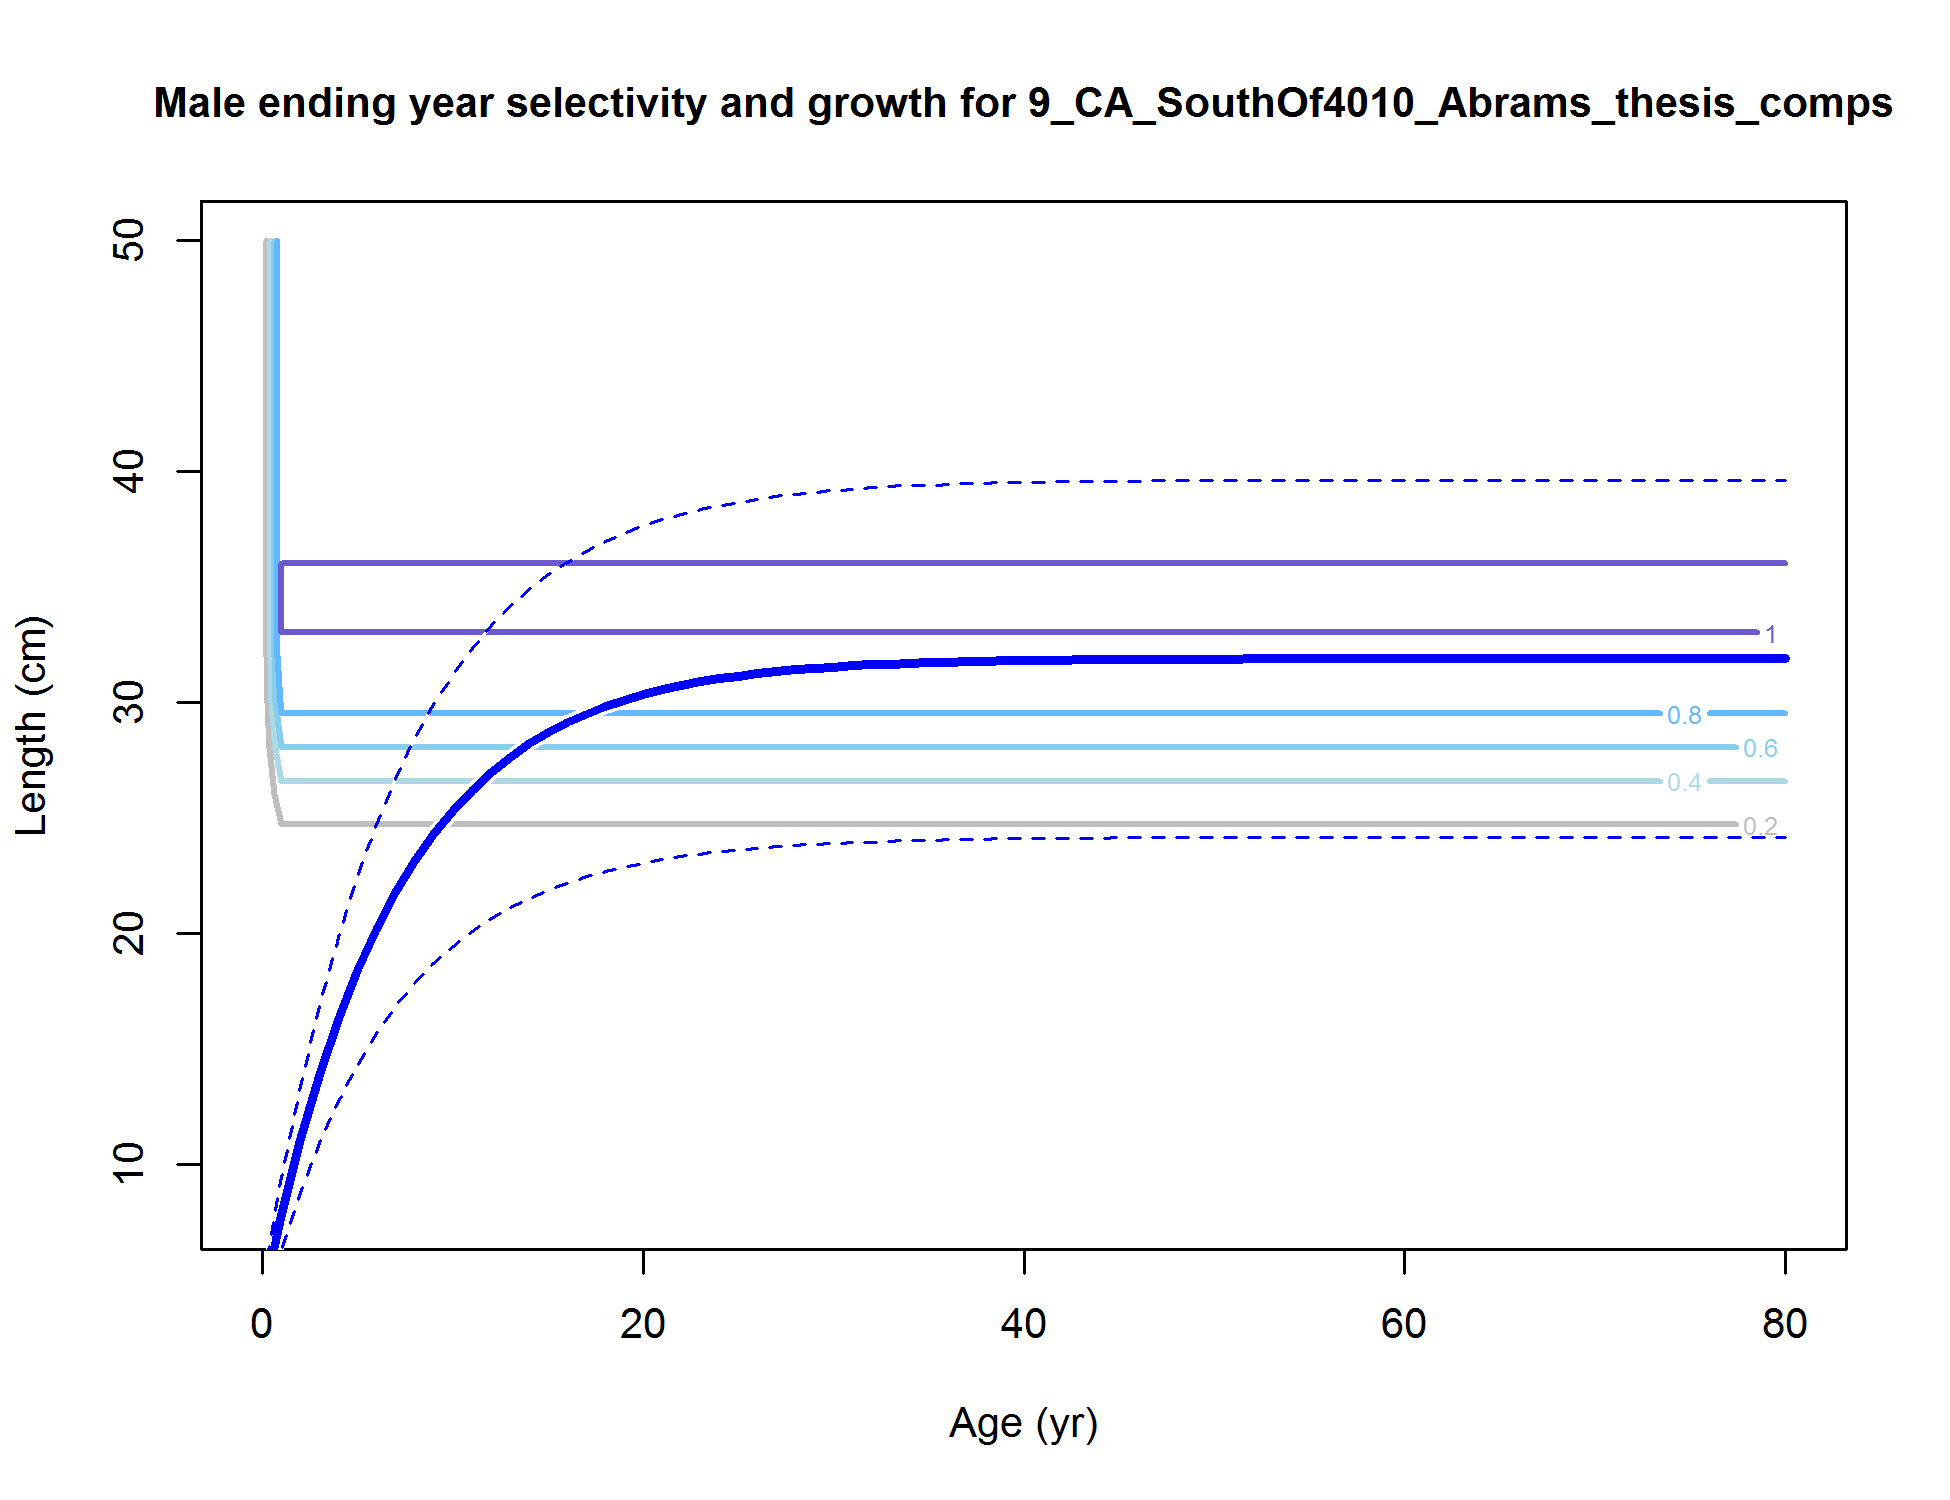 Male ending year selectivity and growth for 9_CA_SouthOf4010_Abrams_thesis_comps
50
40
30
20
10
Length (cm)
1
0.8
0.6
0.4
0.2
0 20 40 60 80
Age (yr)